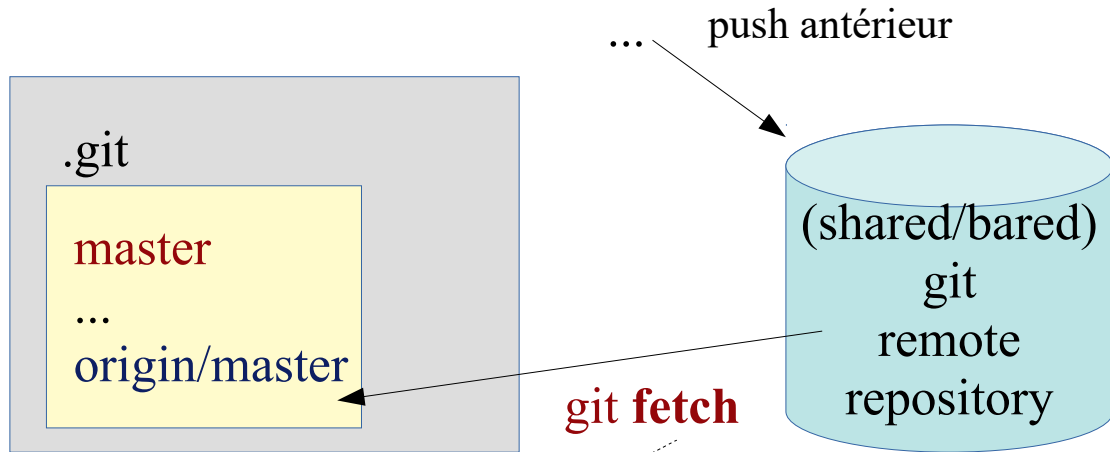 ... push antérieur
.git
master
...
origin/master
(shared/bared)
git
remote
repository
git fetch